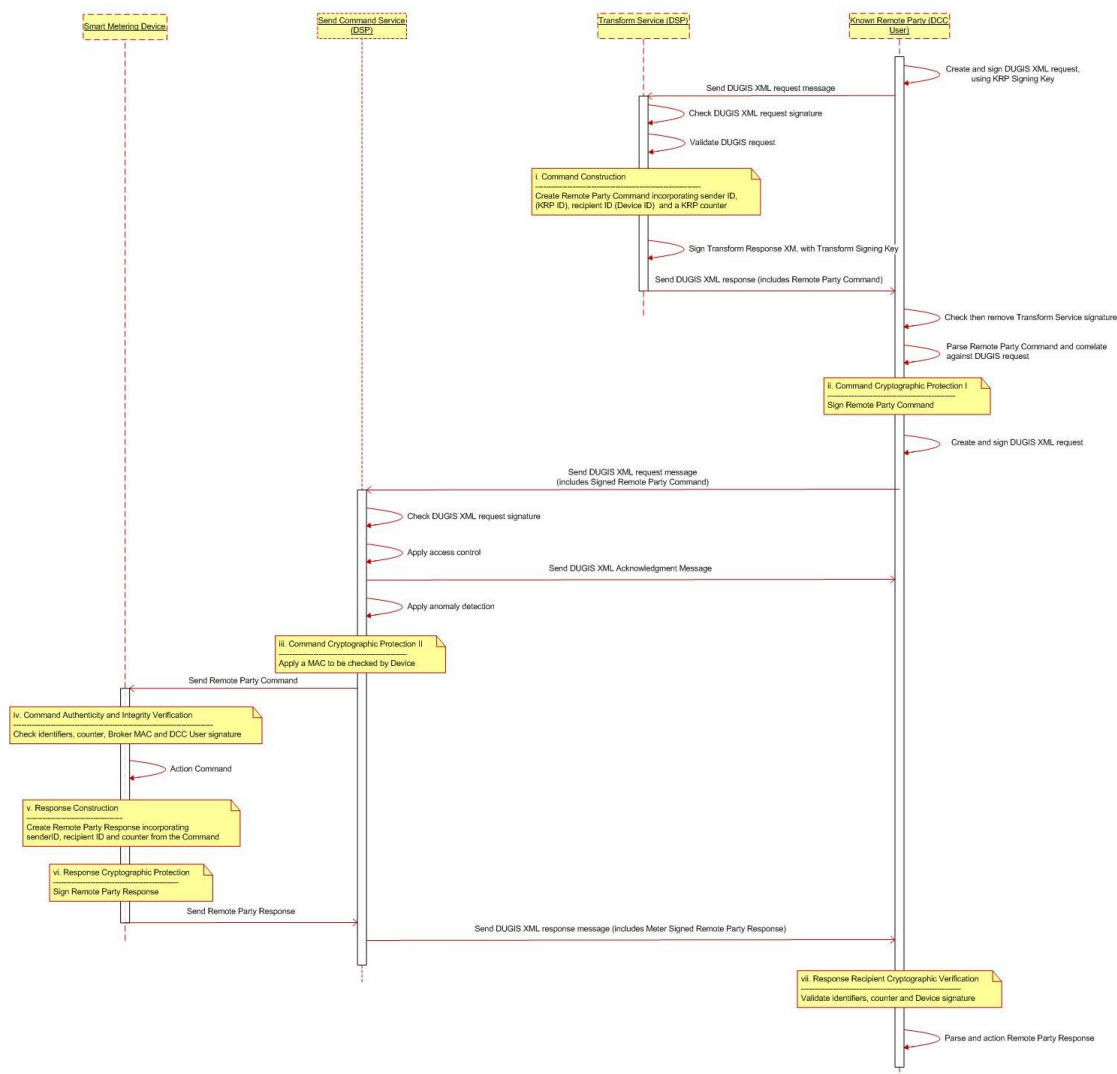 Smart Metering Device
Send Command Service
(DSP)
Transform Service (DSP)
Known Remote Party (DCC
User)
Create and sign DUGIS XML request,
using KRP Signing Key
Send DUGIS XML request message
Check DUGIS XML request signature
Validate DUGIS request
i. Command Construction
Create Remote Party Command incorporating sender ID,
(KRP ID), recipient ID (Device ID) and a KRP counter
Sign Transform Response XM, with Transform Signing Key
Send DUGIS XML response (includes Remote Party Command)
Check then remove Transform Service signature
Parse Remote Party Command and correlate
against DUGIS request
ii. Command Cryptographic Protection I
Sign Remote Party Command
Create and sign DUGIS XML request
Send DUGIS XML request message
(includes Signed Remote Party Command)
Check DUGIS XML request signature
Apply access control
Send DUGIS XML Acknowledgment Message
Apply anomaly detection
iii. Command Cryptographic Protection II
Apply a MAC to be checked by Device
Send Remote Party Command
iv. Command Authenticity and Integrity Verification
Check identifiers, counter, Broker MAC and DCC User signature
Action Command
v. Response Construction
Create Remote Party Response incorporating
senderID, recipient ID and counter from the Command
vi. Response Cryptographic Protection
Sign Remote Party Response
Send Remote Party Response
Send DUGIS XML response message (includes Meter Signed Remote Party Response)
vii. Response Recipient Cryptographic Verification
Validate identifiers, counter and Device signature
Parse and action Remote Party Response